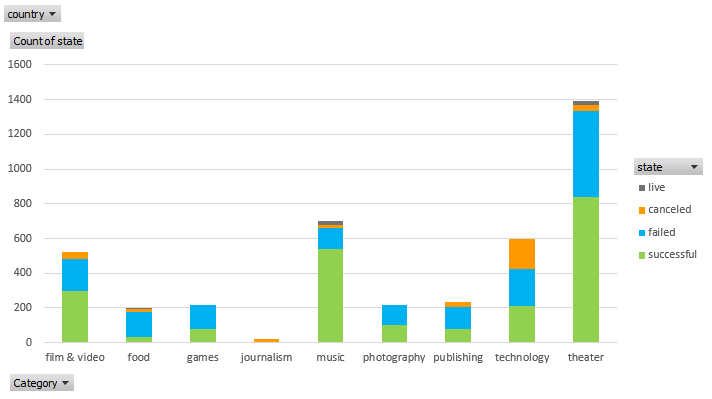 country
Count of state
1600
1400
1200
1000
800
600
400
200
0
film & video food games journalism music photography publishing technology theater
state
live
canceled
failed
successful
Category